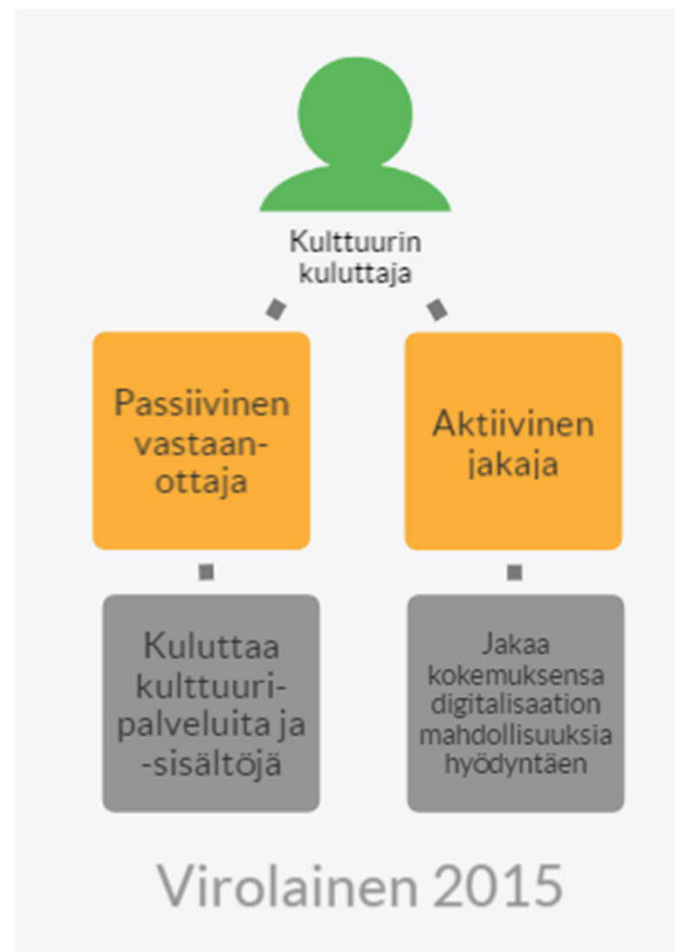 Kulttuurin
kuluttaja
Passiivinen
vastaan-
ottaja
Aktiivinen
jakaja
Kuluttaa
kulttuuri-
palveluita ja
-sisältöjä
Jakaa
kokemuksensa
digitalisaation
mahdollisuuksia
hyödyntäen
Virolainen 2015